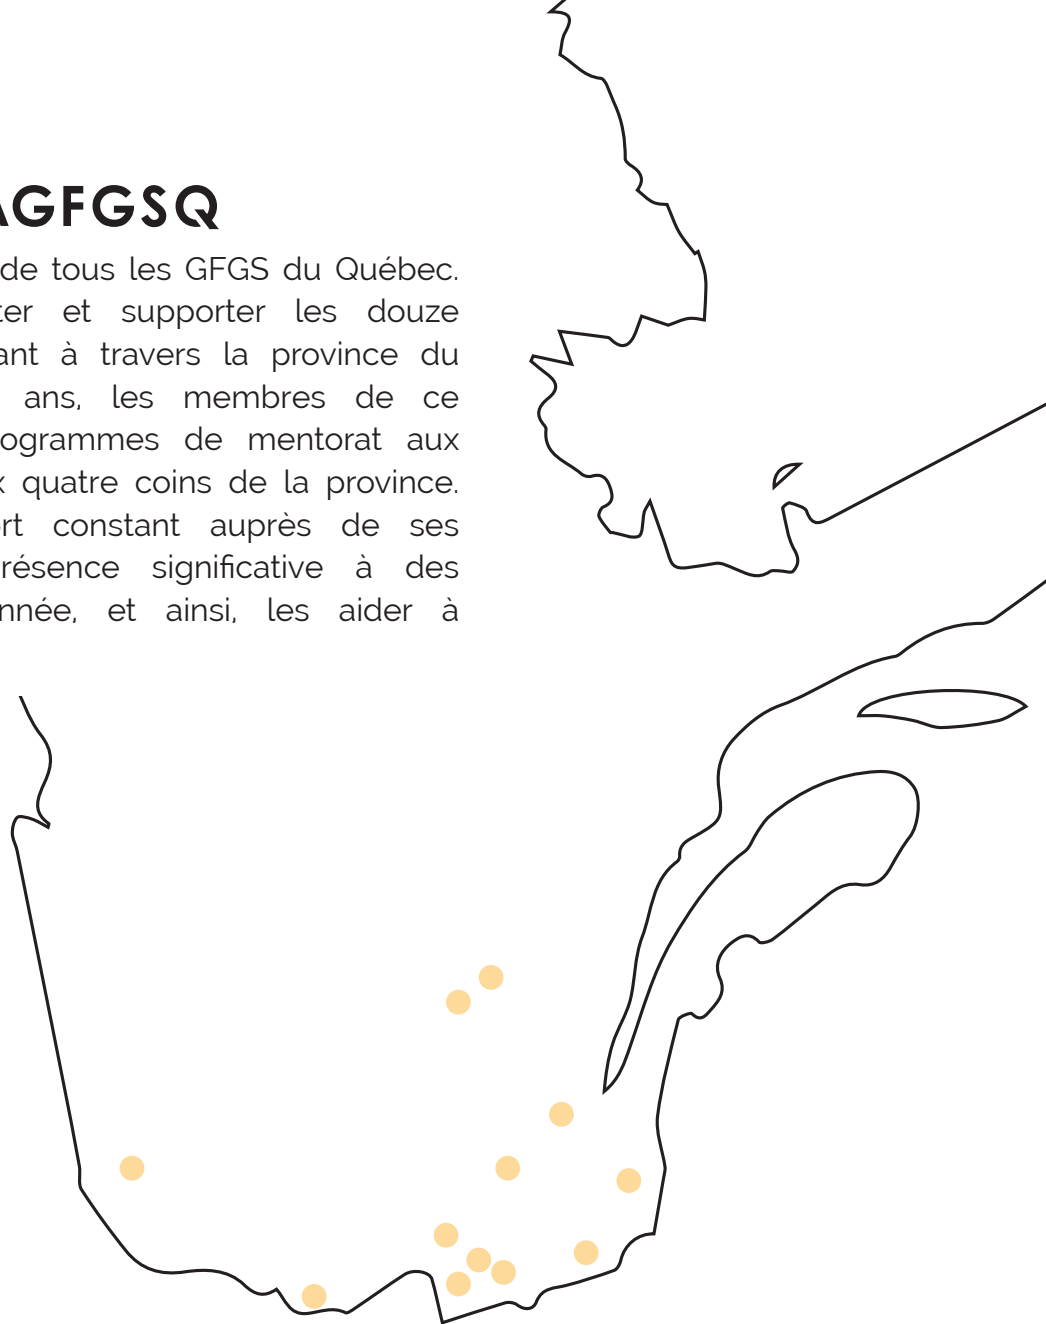 AGFGSQ
de tous les GFGS du Québec.
ter et supporter les douze
ant à travers la province du
ans, les membres de ce
ogrammes de mentorat aux
x quatre coins de la province.
rt constant auprès de ses
résence significative à des
nnée, et ainsi, les aider à